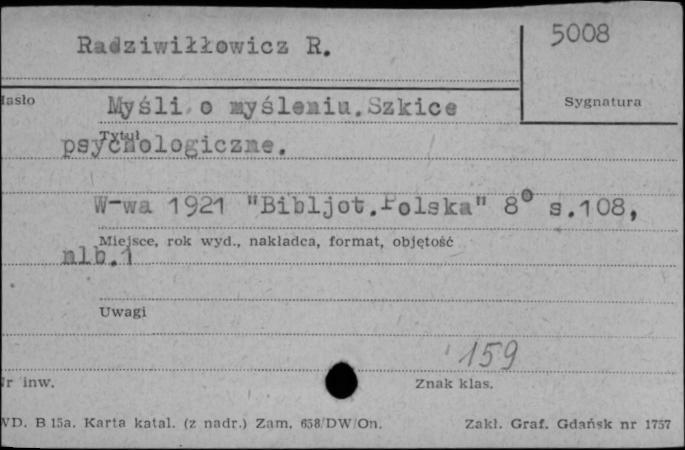 Radziwiłłowicz R.
5008
Hasło
Sygnatura
Myśli o myśleniu.Szkice
Tytuł
psychologiczne.
W-wa 1921 "Bibljot.Polska" 8° s.108,
Miejsce, rok wyd., nakładca, format, objętość
nlb.1
Uwagi
159
Nr inw.
Znak klas.
WD. B 15a. Karta katal. (z nadr.) Zam. 658/DW/On.
Zakł. Graf. Gdańsk nr 1757